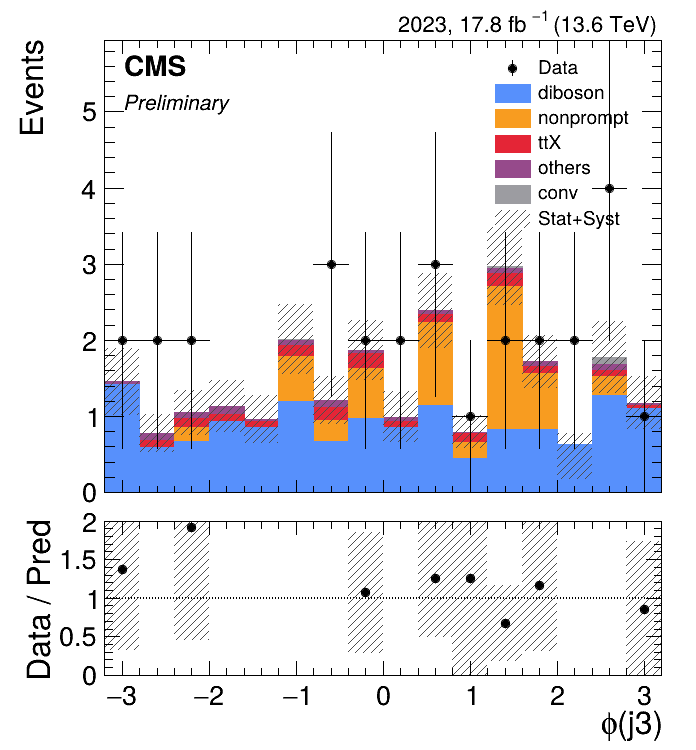 2023, 17.8 fb⁻¹ (13.6 TeV)
CMS
Preliminary
Events
Data
diboson
nonprompt
ttX
others
conv
Stat+Syst
5
4
3
2
1
0
Data / Pred
2
1.5
1
0.5
0
−3 −2 −1 0 1 2 3
ϕ(j3)